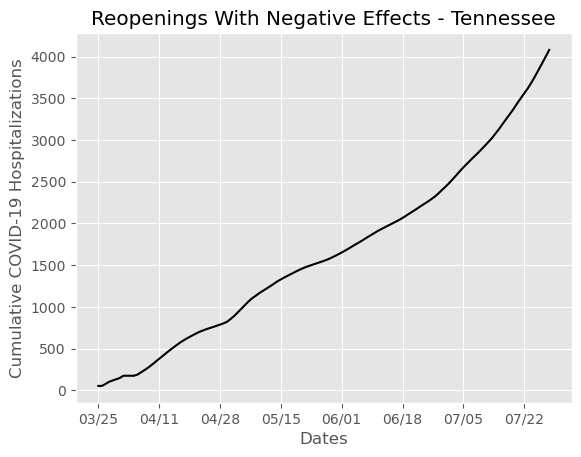 Reopenings With Negative Effects - Tennessee
Cumulative COVID-19 Hospitalizations
4000
3500
3000
2500
2000
1500
1000
500
0
03/25 04/11 04/28 05/15 06/01 06/18 07/05 07/22
Dates